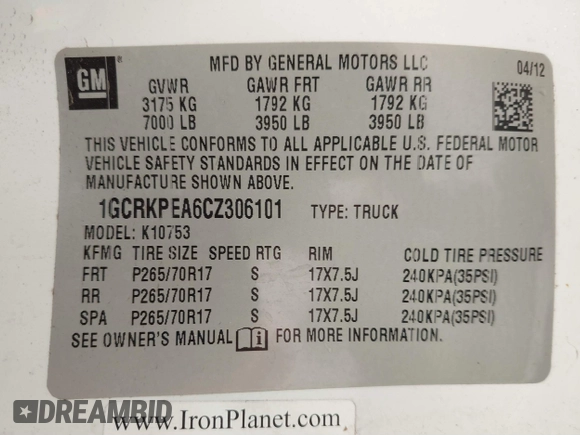 GM
MFD BY GENERAL MOTORS LLC
04/12
GVWR GAWR FRT GAWR RR
3175 KG 1792 KG 1792 KG
7000 LB 3950 LB 3950 LB
THIS VEHICLE CONFORMS TO ALL APPLICABLE U.S. FEDERAL MOTOR
VEHICLE SAFETY STANDARDS IN EFFECT ON THE DATE OF
MANUFACTURE SHOWN ABOVE.
1GCRKPEA6CZ306101 TYPE: TRUCK
MODEL: K10753
KFMG TIRE SIZE SPEED RTG RIM COLD TIRE PRESSURE
FRT P265/70R17 S 17X7.5J 240KPA(35PSI)
RR P265/70R17 S 17X7.5J 240KPA(35PSI)
SPA P265/70R17 S 17X7.5J 240KPA(35PSI)
SEE OWNER'S MANUAL i FOR MORE INFORMATION.
DREAMBID
www.IronPlanet.com